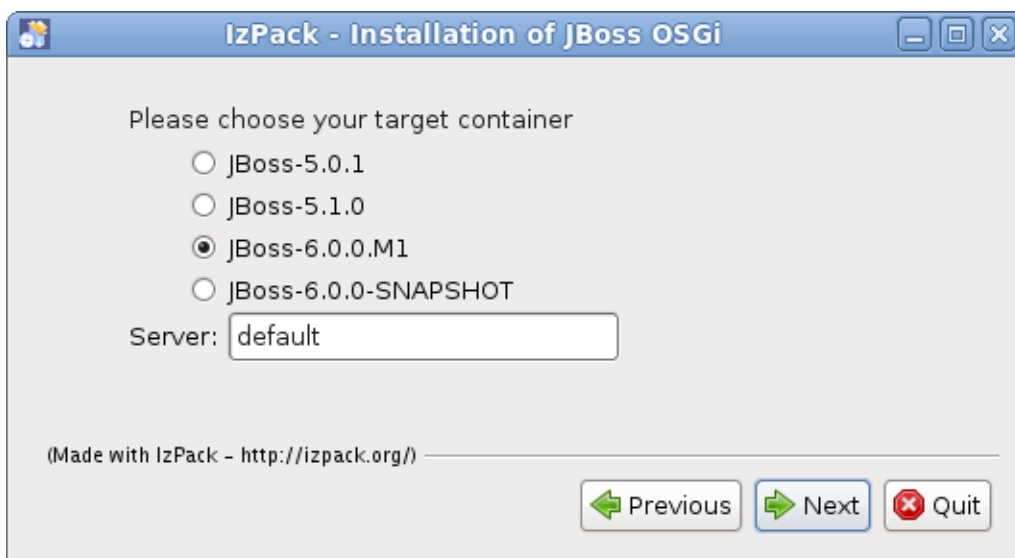 IzPack - Installation of JBoss OSGi
Please choose your target container
JBoss-5.0.1
JBoss-5.1.0
JBoss-6.0.0.M1
JBoss-6.0.0-SNAPSHOT
Server: default
(Made with IzPack - http://izpack.org/)
Previous Next Quit